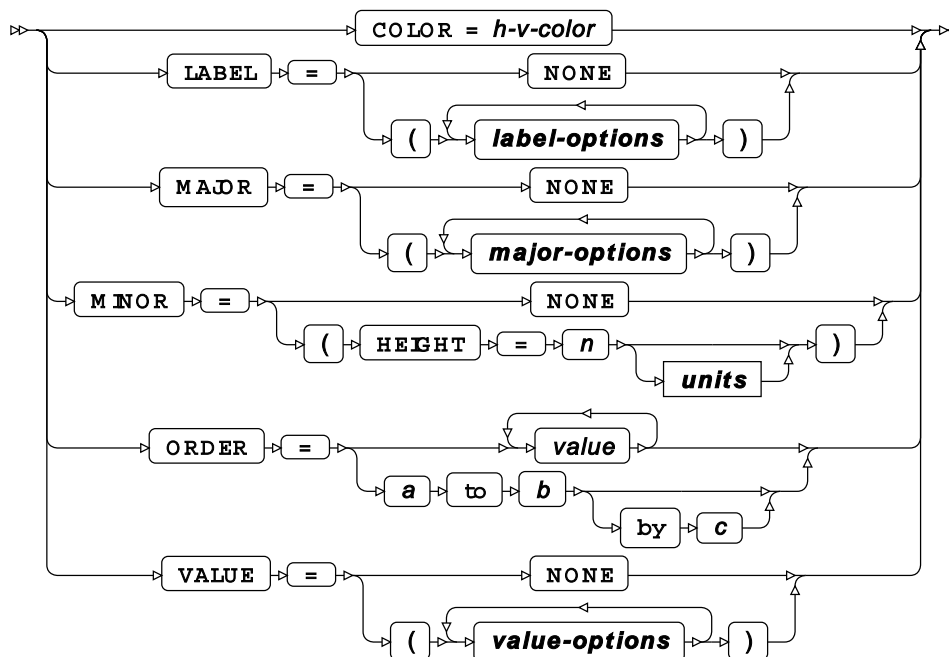 COLOR = h-v-color
LABEL = NONE
( label-options )
MAJOR = NONE
( major-options )
MINOR = NONE
( HEIGHT = n units )
ORDER = value
a to b by c
VALUE = NONE
( value-options )